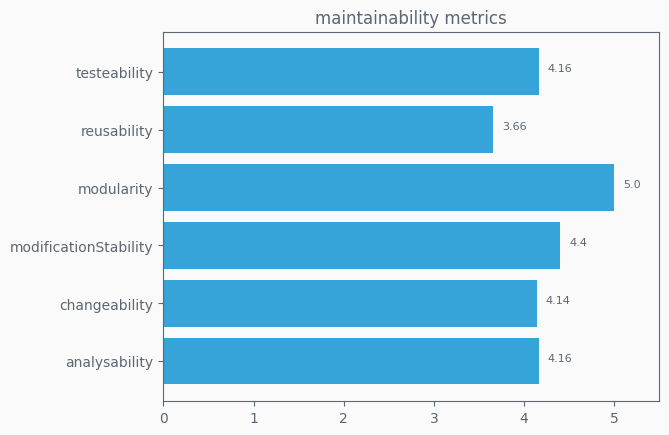 maintainability metrics
testeability
4.16
reusability
3.66
modularity
5.0
modificationStability
4.4
changeability
4.14
analysability
4.16
0 1 2 3 4 5